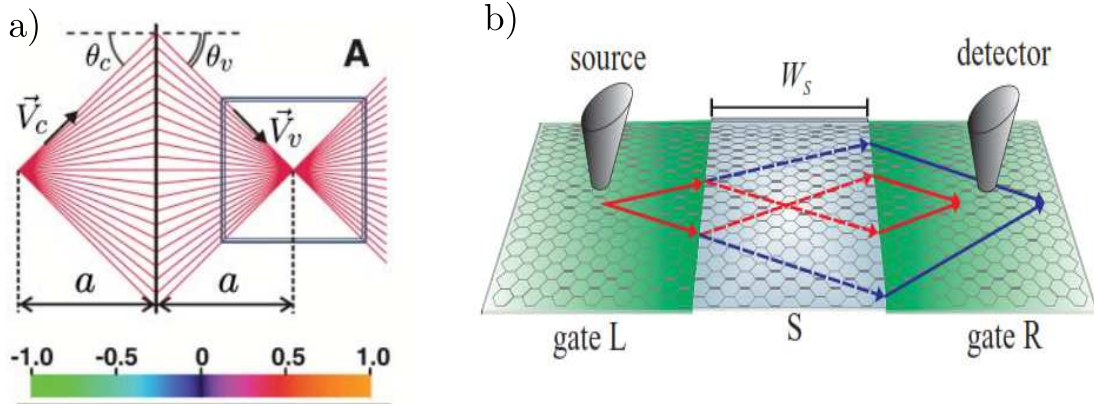 a)
θc
θv
A
V⃗c
V⃗v
a
a
-1.0 -0.5 0 0.5 1.0
b)
source
Ws
detector
gate L
S
gate R